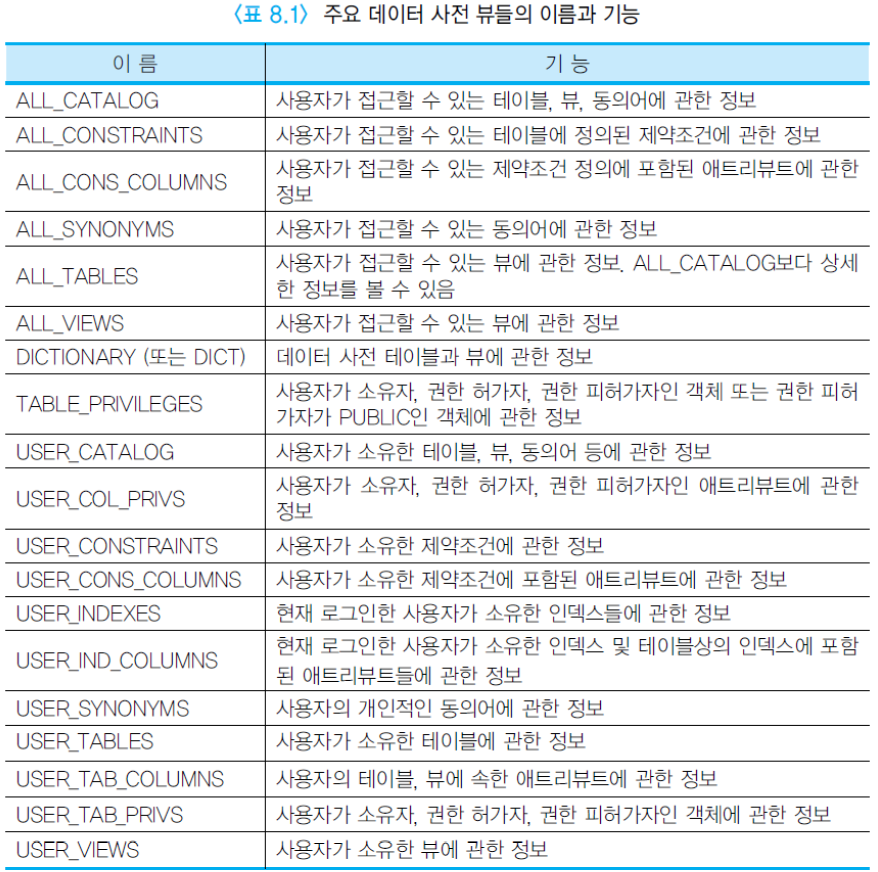 〈표 8.1〉 주요 데이터 사전 뷰들의 이름과 기능
이 름 기 능
ALL_CATALOG 사용자가 접근할 수 있는 테이블, 뷰, 동의어에 관한 정보
ALL_CONSTRAINTS 사용자가 접근할 수 있는 테이블에 정의된 제약조건에 관한 정보
ALL_CONS_COLUMNS 사용자가 접근할 수 있는 제약조건 정의에 포함된 애트리뷰트에 관한
정보
ALL_SYNONYMS 사용자가 접근할 수 있는 동의어에 관한 정보
ALL_TABLES 사용자가 접근할 수 있는 뷰에 관한 정보. ALL_CATALOG보다 상세
한 정보를 볼 수 있음
ALL_VIEWS 사용자가 접근할 수 있는 뷰에 관한 정보
DICTIONARY (또는 DICT) 데이터 사전 테이블과 뷰에 관한 정보
TABLE_PRIVILEGES 사용자가 소유자, 권한 허가자, 권한 피허가자인 객체 또는 권한 피허
가자가 PUBLIC인 객체에 관한 정보
USER_CATALOG 사용자가 소유한 테이블, 뷰, 동의어 등에 관한 정보
USER_COL_PRIVS 사용자가 소유자, 권한 허가자, 권한 피허가자인 애트리뷰트에 관한
정보
USER_CONSTRAINTS 사용자가 소유한 제약조건에 관한 정보
USER_CONS_COLUMNS 사용자가 소유한 제약조건에 포함된 애트리뷰트에 관한 정보
USER_INDEXES 현재 로그인한 사용자가 소유한 인덱스들에 관한 정보
USER_IND_COLUMNS 현재 로그인한 사용자가 소유한 인덱스 및 테이블상의 인덱스에 포함
된 애트리뷰트들에 관한 정보
USER_SYNONYMS 사용자의 개인적인 동의어에 관한 정보
USER_TABLES 사용자가 소유한 테이블에 관한 정보
USER_TAB_COLUMNS 사용자의 테이블, 뷰에 속한 애트리뷰트에 관한 정보
USER_TAB_PRIVS 사용자가 소유자, 권한 허가자, 권한 피허가자인 객체에 관한 정보
USER_VIEWS 사용자가 소유한 뷰에 관한 정보